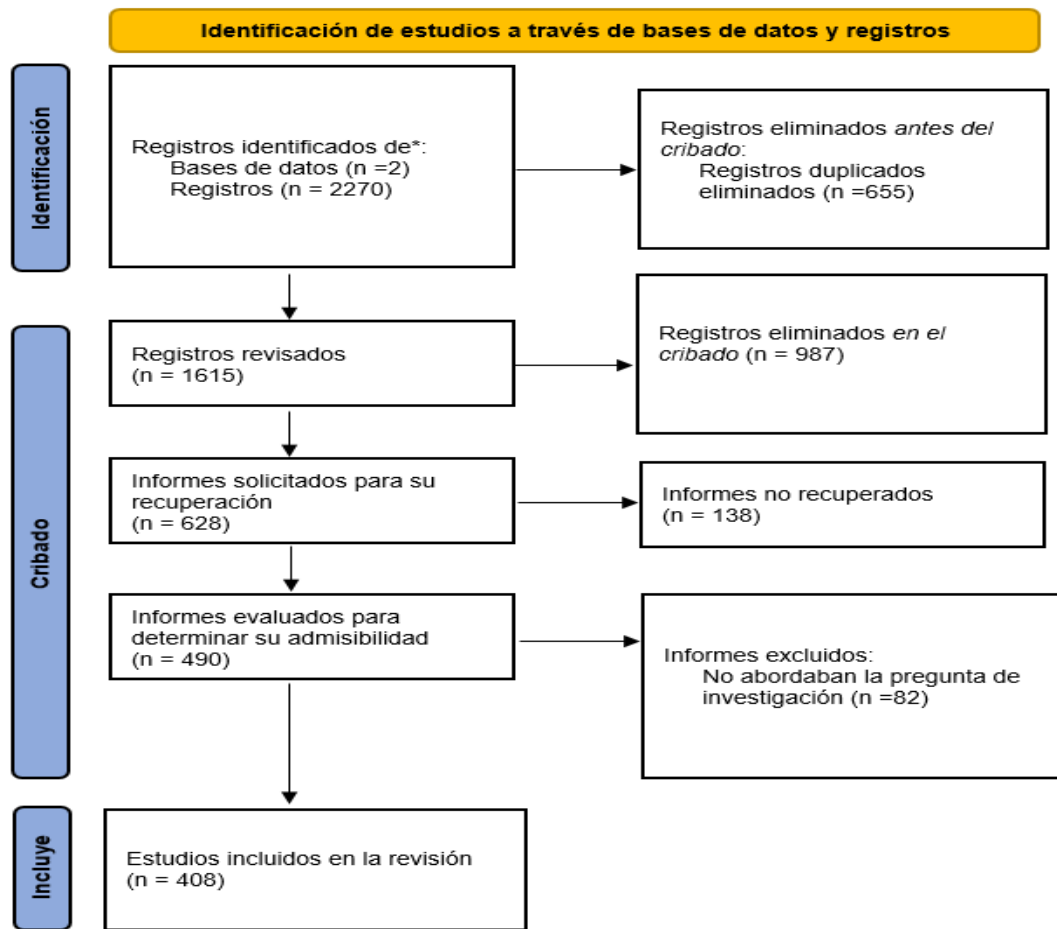 Identificación de estudios a través de bases de datos y registros
Identificación
Registros identificados de*:
Bases de datos (n =2)
Registros (n = 2270)
Registros eliminados antes del
cribado:
Registros duplicados
eliminados (n =655)
Cribado
Registros revisados
(n = 1615)
Registros eliminados en el
cribado (n = 987)
Informes solicitados para su
recuperación
(n = 628)
Informes no recuperados
(n = 138)
Informes evaluados para
determinar su admisibilidad
(n = 490)
Informes excluidos:
No abordaban la pregunta de
investigación (n =82)
Incluye
Estudios incluidos en la revisión
(n = 408)